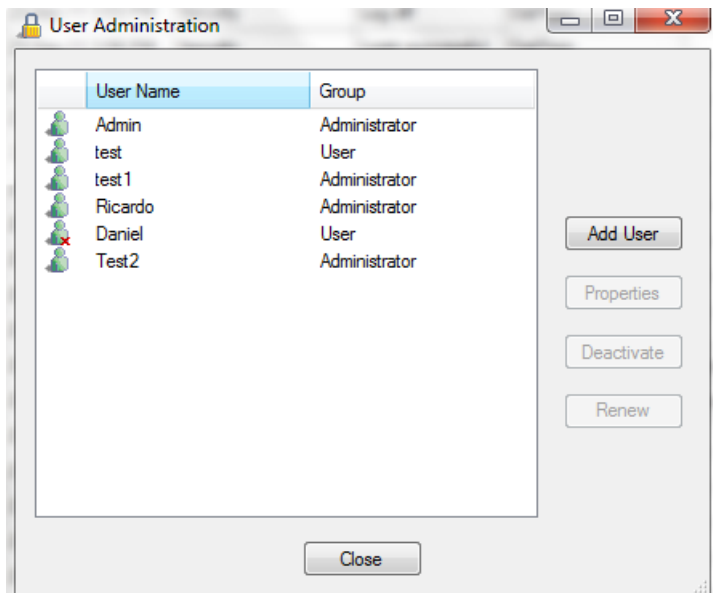 User Administration
User Name Group
Admin Administrator
test User
test1 Administrator
Ricardo Administrator
Daniel User
Test2 Administrator
Add User
Properties
Deactivate
Renew
Close